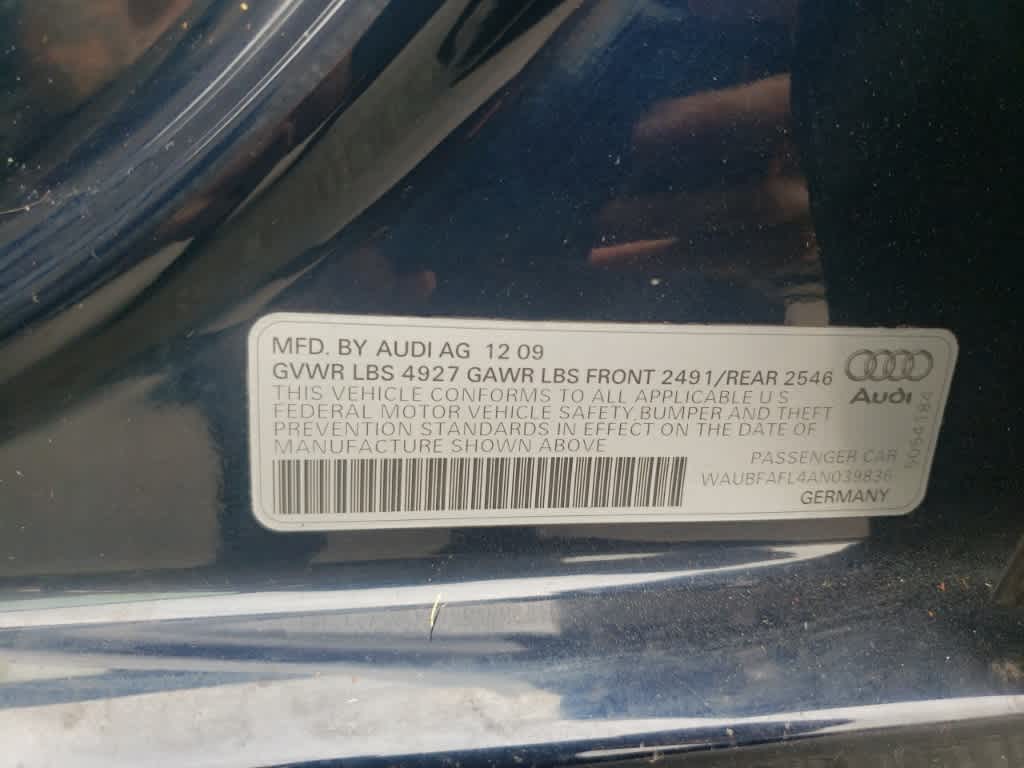 MFD. BY AUDI AG 12 09
GVWR LBS 4927 GAWR LBS FRONT 2491/REAR 2546
THIS VEHICLE CONFORMS TO ALL APPLICABLE U S
FEDERAL MOTOR VEHICLE SAFETY, BUMPER AND THEFT
PREVENTION STANDARDS IN EFFECT ON THE DATE OF
MANUFACTURE SHOWN ABOVE
Audi
PASSENGER CAR
WAUBFAFL4AN039836
GERMANY